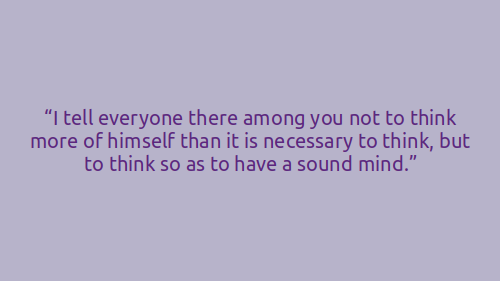 “I tell everyone there among you not to think
more of himself than it is necessary to think, but
to think so as to have a sound mind.”